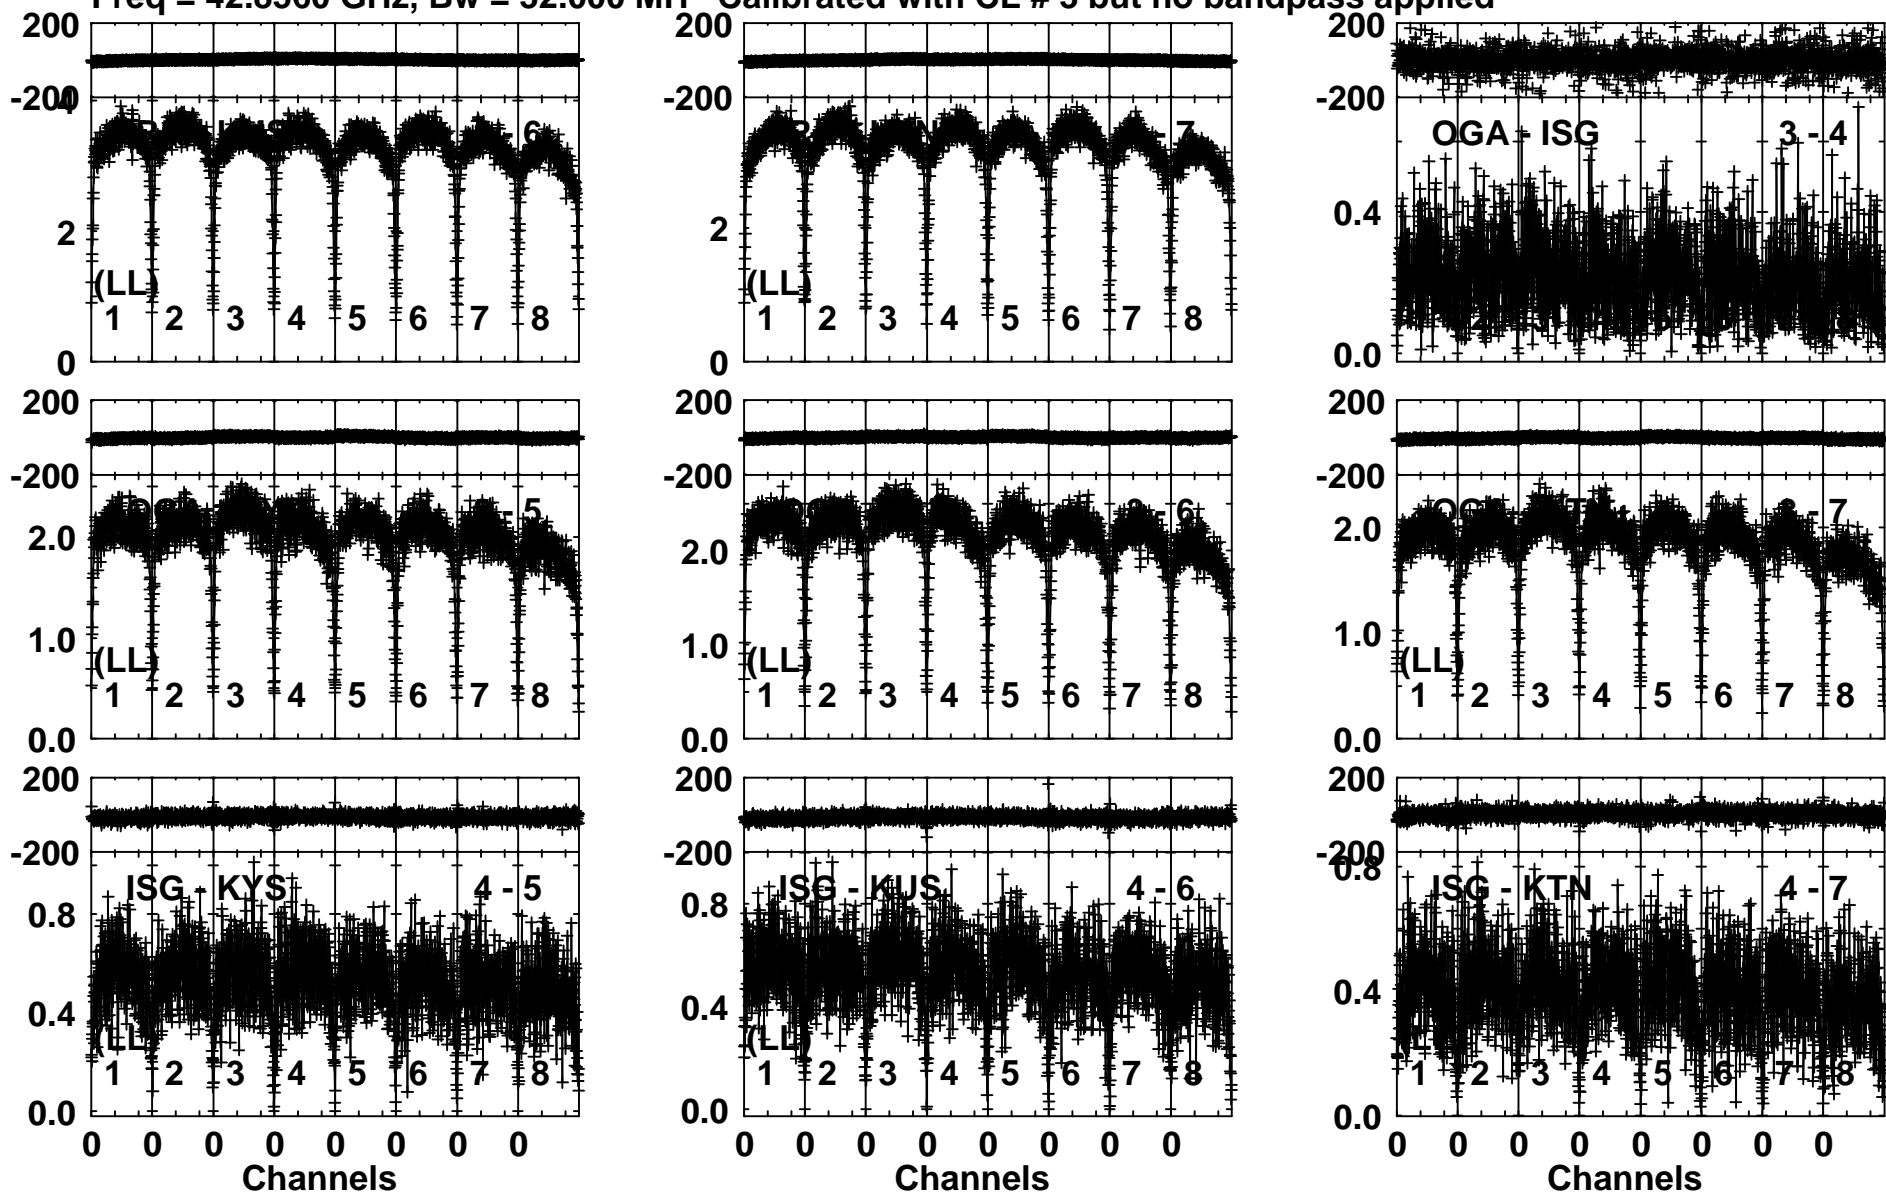 Calibrated with CL # 3 but no bandpass applied
200 200 200
-200 -200 -200
4
- 6 - 7 OGA - ISG 3 - 4
2 2 0.4
(LL) (LL)
1 2 3 4 5 6 7 8 1 2 3 4 5 6 7 8
0 0 0.0
200 200 200
-200 -200 -200
- 5 - 6 3 - 7
2.0 2.0 2.0
1.0 1.0 1.0
(LL) (LL) (LL)
1 2 3 4 5 6 7 8 1 2 3 4 5 6 7 8 1 2 3 4 5 6 7 8
0.0 0.0 0.0
200 200 200
-200 -200 -200
0.8
ISG - KYS 4 - 5 ISG - KUS 4 - 6 ISG - KTN 4 - 7
0.8 0.8
0.4 0.4 0.4
(LL) (LL)
1 2 3 4 5 6 7 8 1 2 3 4 5 6 7 8 1 2 3 4 5 6 7 8
0.0 0.0 0.0
0 0 0 0 0 0 0 0 0 0 0 0 0 0 0 0 0 0 0 0 0 0 0 0
Channels Channels Channels